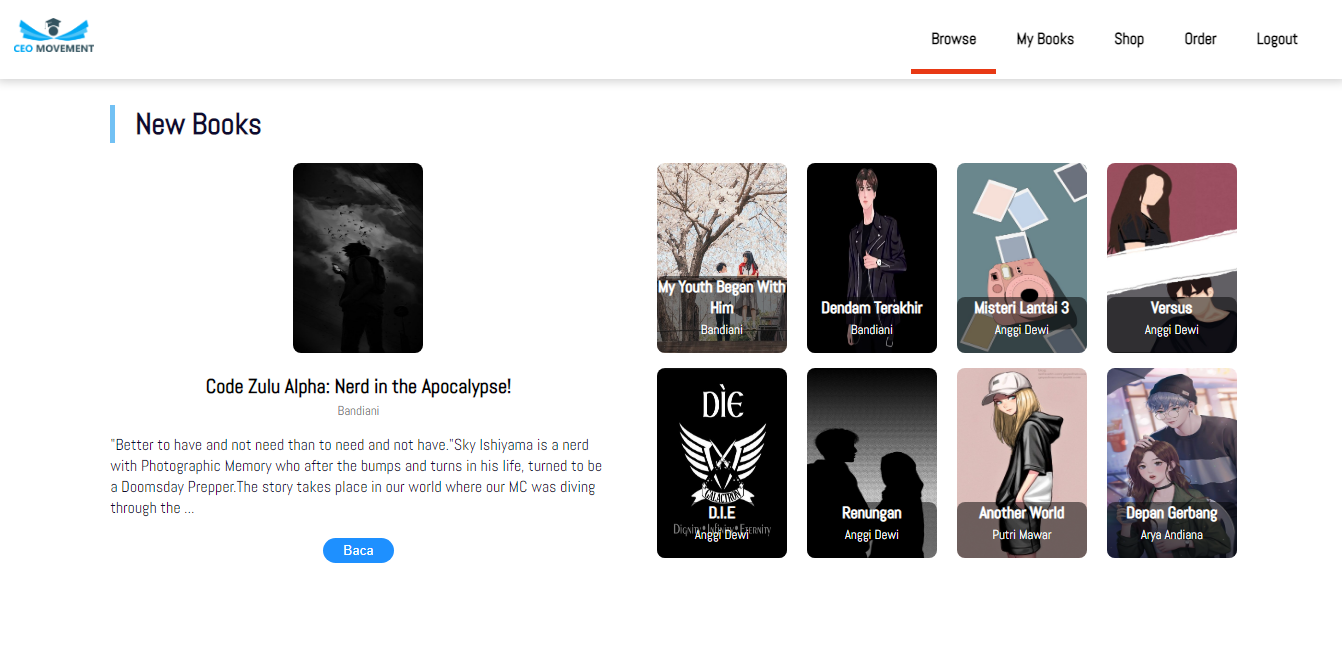 CEO MOVEMENT
Browse
My Books
Shop
Order
Logout
New Books
Code Zulu Alpha: Nerd in the Apocalypse!
Bandiani
"Better to have and not need than to need and not have."Sky Ishiyama is a nerd
with Photographic Memory who after the bumps and turns in his life, turned to be
a Doomsday Prepper.The story takes place in our world where our MC was diving
through the ...
Baca
My Youth Began With
Him
Bandiani
Dendam Terakhir
Bandiani
Misteri Lantai 3
Anggi Dewi
Versus
Anggi Dewi
DÌE
GALACTICAL
D.I.E
Dignity•Infinity•Eternity
Anggi Dewi
Renungan
Anggi Dewi
Another World
Putri Mawar
Depan Gerbang
Arya Andiana